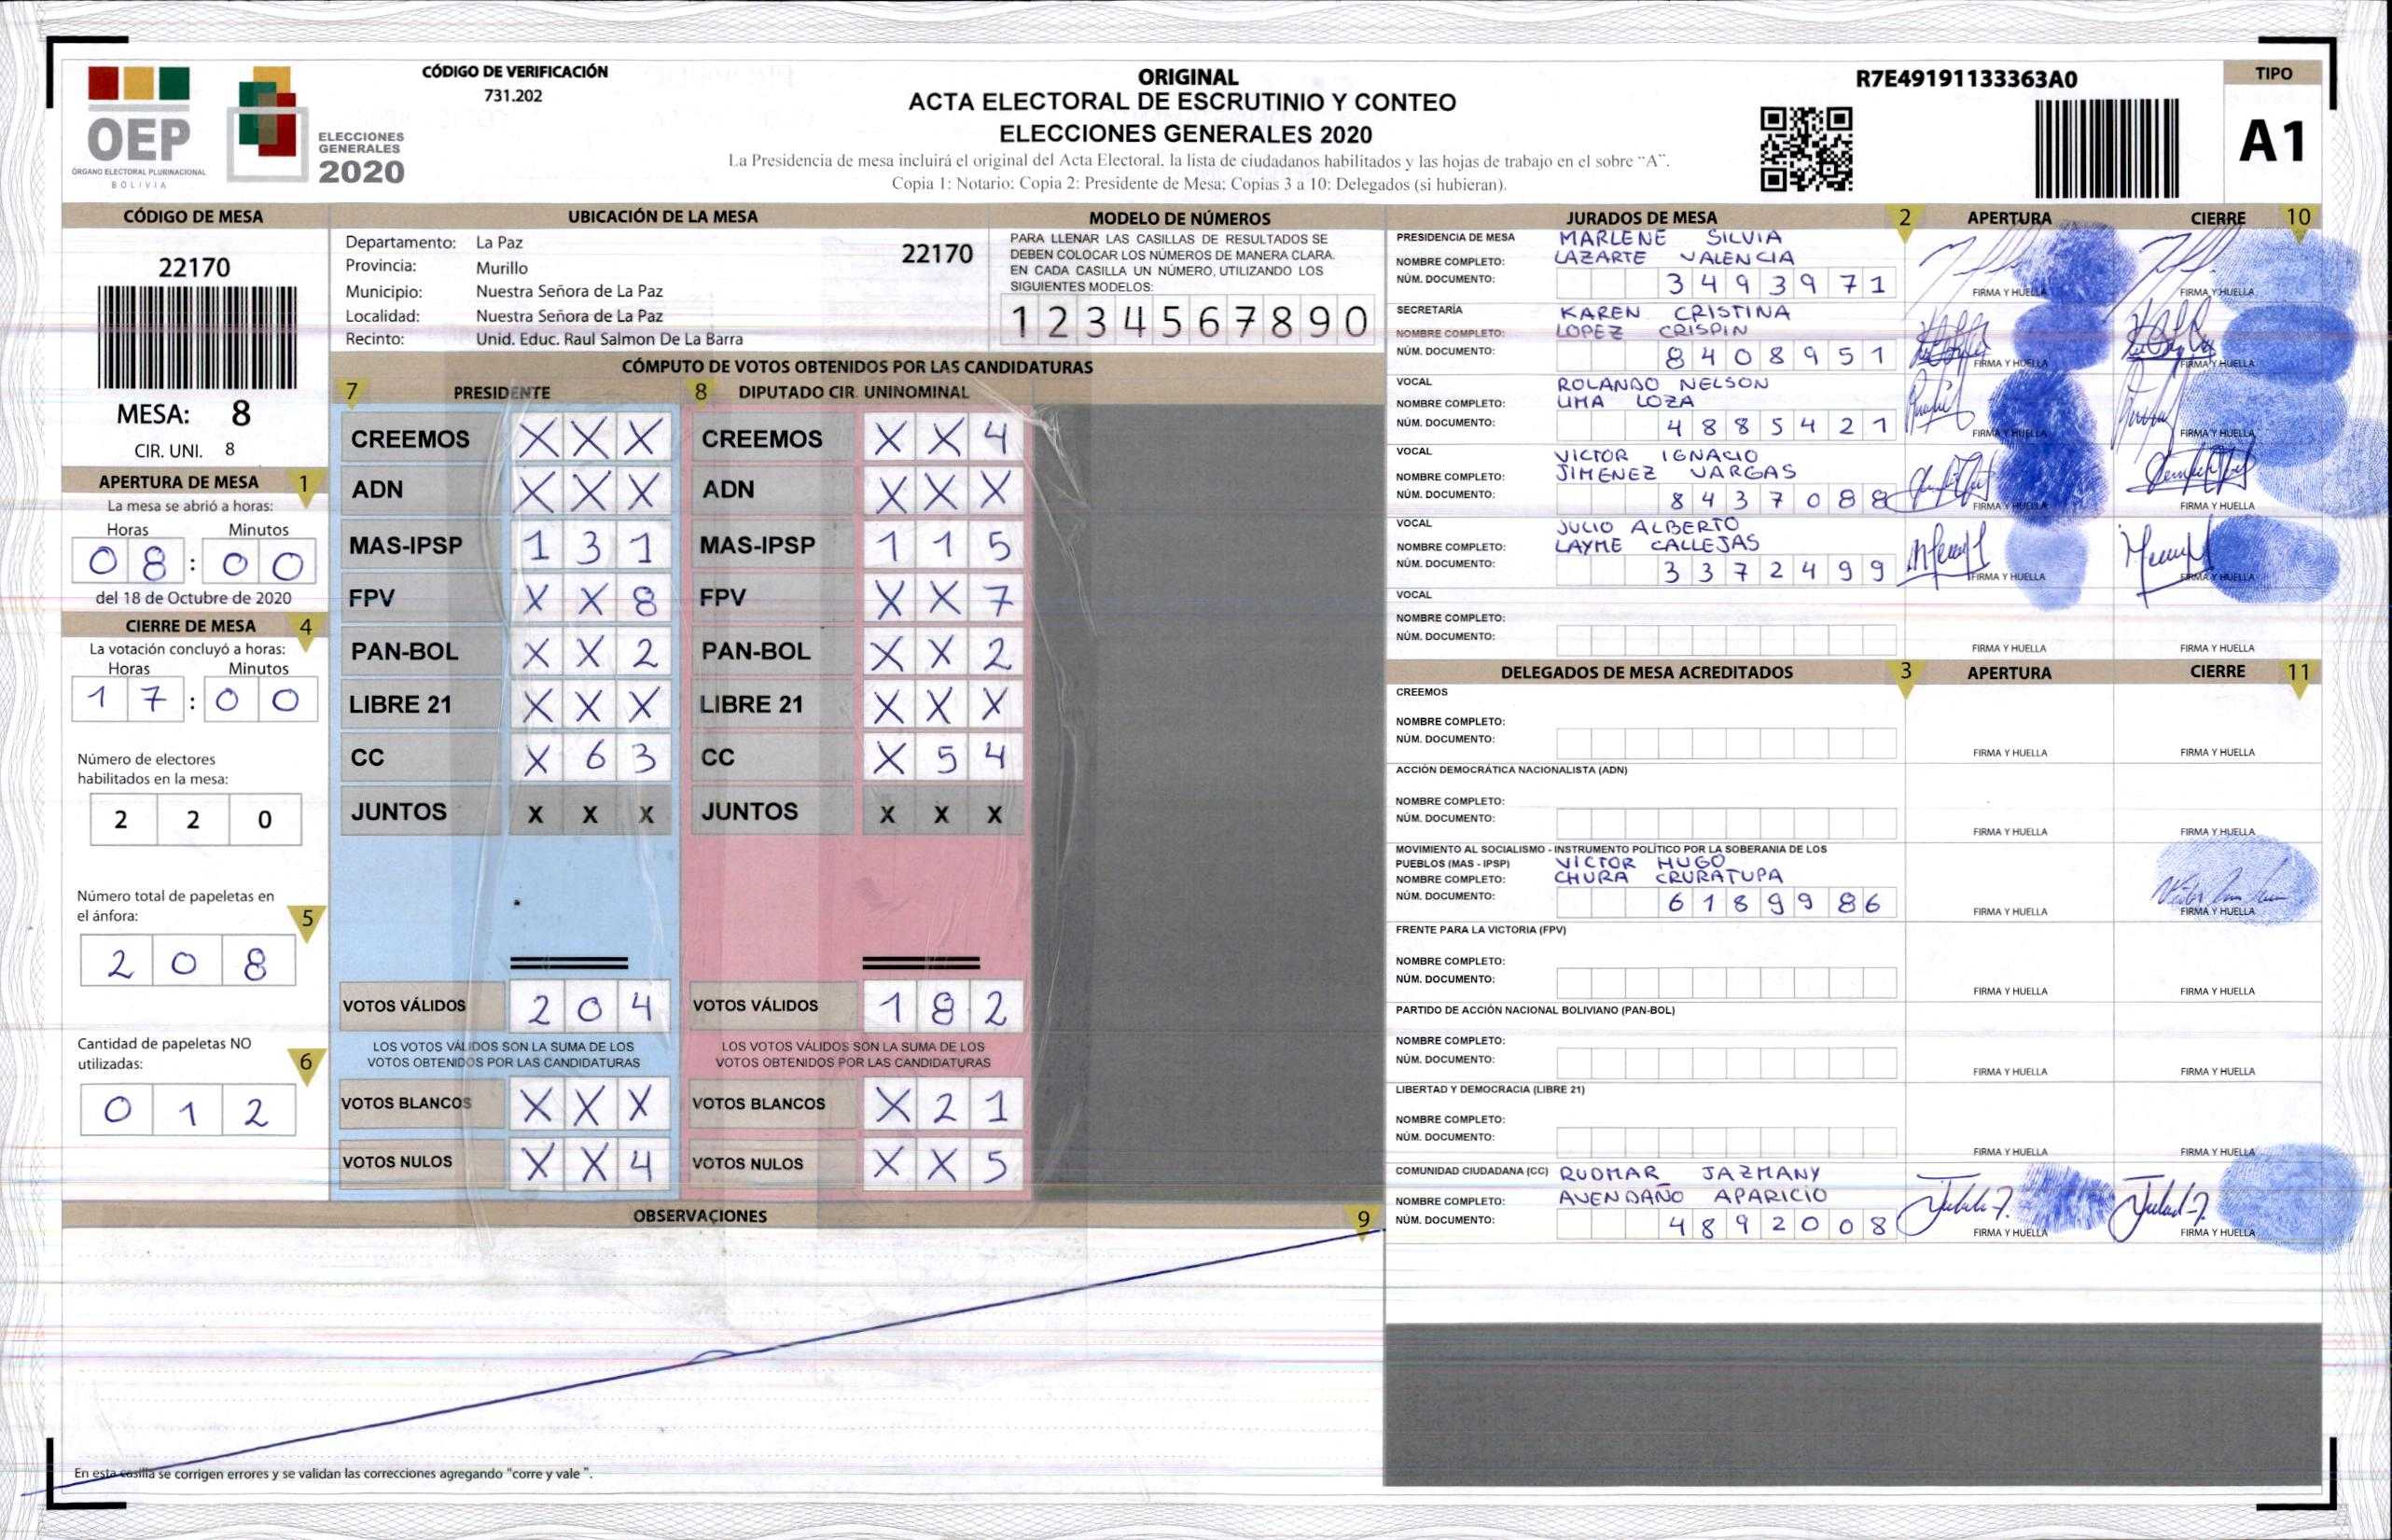 OEP
ÓRGANO ELECTORAL PLURINACIONAL
BOLIVIA
ELECCIONES
GENERALES
2020
CÓDIGO DE VERIFICACIÓN
731.202
ORIGINAL
ACTA ELECTORAL DE ESCRUTINIO Y CONTEO
ELECCIONES GENERALES 2020
La Presidencia de mesa incluirá el original del Acta Electoral, la lista de ciudadanos habilitados y las hojas de trabajo en el sobre "A".
Copia 1: Notario; Copia 2: Presidente de Mesa; Copias 3 a 10: Delegados (si hubieran).
R7E49191133363A0
TIPO
A1
CÓDIGO DE MESA
22170
MESA: 8
CIR. UNI. 8
APERTURA DE MESA 1
La mesa se abrió a horas:
Horas Minutos
08:00
del 18 de Octubre de 2020
CIERRE DE MESA 4
La votación concluyó a horas:
Horas Minutos
17:00
Número de electores
habilitados en la mesa:
2 2 0
Número total de papeletas en
el ánfora: 5
2 0 8
Cantidad de papeletas NO
utilizadas: 6
0 1 2
UBICACIÓN DE LA MESA
Departamento: La Paz 22170
Provincia: Murillo
Municipio: Nuestra Señora de La Paz
Localidad: Nuestra Señora de La Paz
Recinto: Unid. Educ. Raul Salmon De La Barra
MODELO DE NÚMEROS
PARA LLENAR LAS CASILLAS DE RESULTADOS SE
DEBEN COLOCAR LOS NÚMEROS DE MANERA CLARA.
EN CADA CASILLA UN NÚMERO, UTILIZANDO LOS
SIGUIENTES MODELOS:
1 2 3 4 5 6 7 8 9 0
CÓMPUTO DE VOTOS OBTENIDOS POR LAS CANDIDATURAS
7 PRESIDENTE 8 DIPUTADO CIR. UNINOMINAL
CREEMOS X X X CREEMOS X X 4
ADN X X X ADN X X X
MAS-IPSP 1 3 1 MAS-IPSP 1 1 5
FPV X X 8 FPV X X 7
PAN-BOL X X 2 PAN-BOL X X 2
LIBRE 21 X X X LIBRE 21 X X X
CC X 6 3 CC X 5 4
JUNTOS X X X JUNTOS X X X
VOTOS VÁLIDOS 2 0 4 VOTOS VÁLIDOS 1 8 2
LOS VOTOS VÁLIDOS SON LA SUMA DE LOS LOS VOTOS VÁLIDOS SON LA SUMA DE LOS
VOTOS OBTENIDOS POR LAS CANDIDATURAS VOTOS OBTENIDOS POR LAS CANDIDATURAS
VOTOS BLANCOS X X X VOTOS BLANCOS X 2 1
VOTOS NULOS X X 4 VOTOS NULOS X X 5
OBSERVACIONES 9
En esta casilla se corrigen errores y se validan las correcciones agregando "corre y vale ".
JURADOS DE MESA 2 APERTURA CIERRE 10
PRESIDENCIA DE MESA MARLENE SILVIA
NOMBRE COMPLETO: LAZARTE VALENCIA
NÚM. DOCUMENTO: 3 4 9 3 9 7 1 FIRMA Y HUELLA FIRMA Y HUELLA
SECRETARÍA KAREN CRISTINA
NOMBRE COMPLETO: LOPEZ CRISPIN
NÚM. DOCUMENTO: 8 4 0 8 9 5 1 FIRMA Y HUELLA FIRMA Y HUELLA
VOCAL ROLANDO NELSON
NOMBRE COMPLETO: LIMA LOZA
NÚM. DOCUMENTO: 4 8 8 5 4 2 1 FIRMA Y HUELLA FIRMA Y HUELLA
VOCAL VICTOR IGNACIO
NOMBRE COMPLETO: JIMENEZ VARGAS
NÚM. DOCUMENTO: 8 4 3 7 0 8 8 FIRMA Y HUELLA FIRMA Y HUELLA
VOCAL JULIO ALBERTO
NOMBRE COMPLETO: LAYME CALLEJAS
NÚM. DOCUMENTO: 3 3 7 2 4 9 9 FIRMA Y HUELLA FIRMA Y HUELLA
VOCAL
NOMBRE COMPLETO:
NÚM. DOCUMENTO: FIRMA Y HUELLA FIRMA Y HUELLA
DELEGADOS DE MESA ACREDITADOS 3 APERTURA CIERRE 11
CREEMOS
NOMBRE COMPLETO:
NÚM. DOCUMENTO: FIRMA Y HUELLA FIRMA Y HUELLA
ACCIÓN DEMOCRÁTICA NACIONALISTA (ADN)
NOMBRE COMPLETO:
NÚM. DOCUMENTO: FIRMA Y HUELLA FIRMA Y HUELLA
MOVIMIENTO AL SOCIALISMO - INSTRUMENTO POLÍTICO POR LA SOBERANIA DE LOS
PUEBLOS (MAS - IPSP) VICTOR HUGO
NOMBRE COMPLETO: CHURA CRURATUPA
NÚM. DOCUMENTO: 6 1 8 9 9 8 6 FIRMA Y HUELLA FIRMA Y HUELLA
FRENTE PARA LA VICTORIA (FPV)
NOMBRE COMPLETO:
NÚM. DOCUMENTO: FIRMA Y HUELLA FIRMA Y HUELLA
PARTIDO DE ACCIÓN NACIONAL BOLIVIANO (PAN-BOL)
NOMBRE COMPLETO:
NÚM. DOCUMENTO: FIRMA Y HUELLA FIRMA Y HUELLA
LIBERTAD Y DEMOCRACIA (LIBRE 21)
NOMBRE COMPLETO:
NÚM. DOCUMENTO: FIRMA Y HUELLA FIRMA Y HUELLA
COMUNIDAD CIUDADANA (CC) RUDMAR JAZMANY
NOMBRE COMPLETO: AVENDAÑO APARICIO
NÚM. DOCUMENTO: 4 8 9 2 0 0 8 FIRMA Y HUELLA FIRMA Y HUELLA